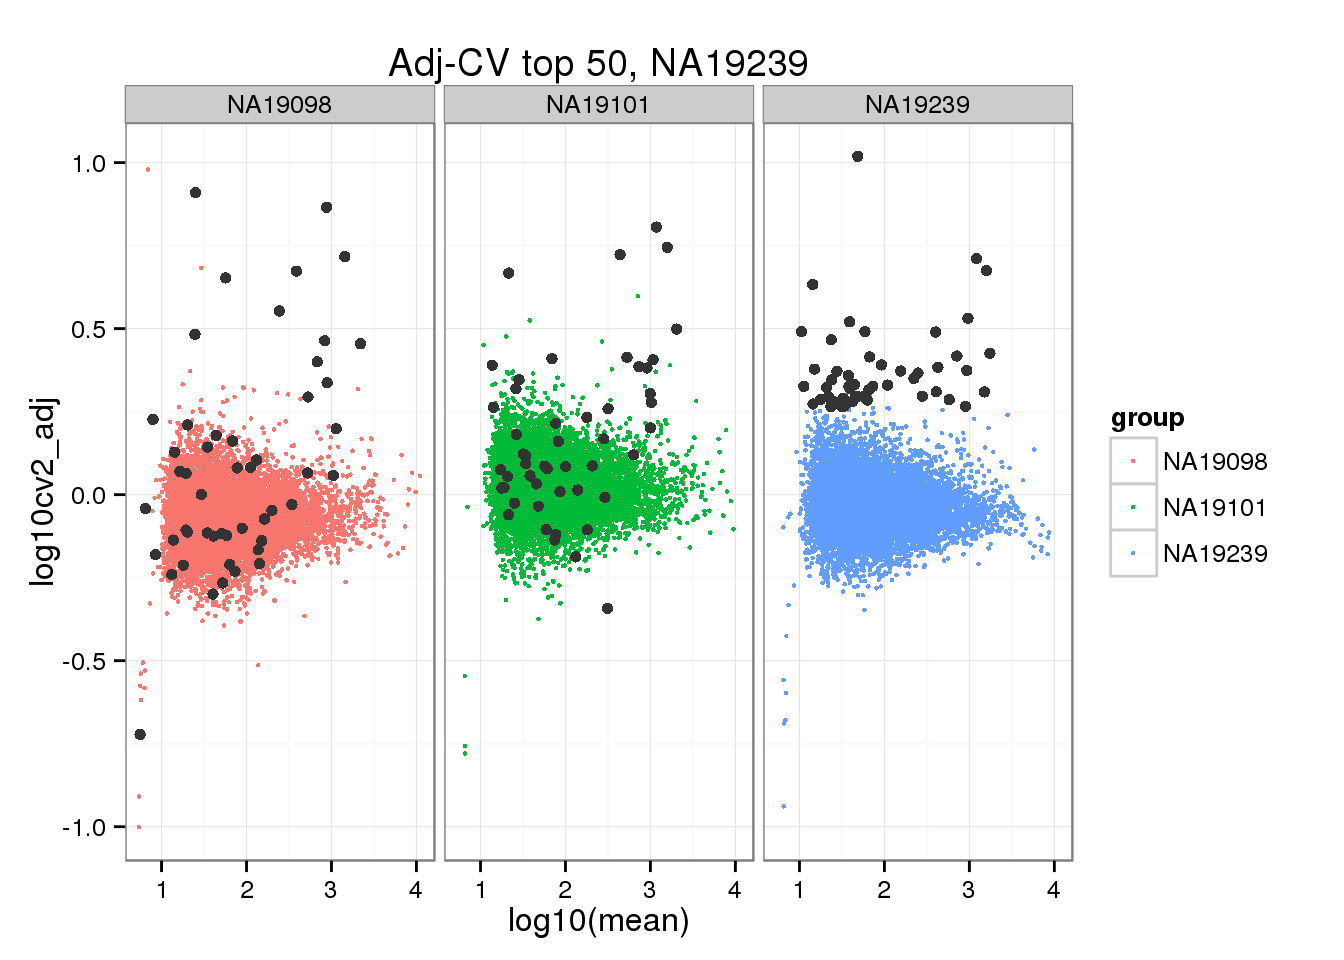 Adj-CV top 50, NA19239
NA19098 NA19101 NA19239
1.0
0.5
0.0
-0.5
-1.0
log10cv2_adj
1 2 3 4 1 2 3 4 1 2 3 4
log10(mean)
group
NA19098
NA19101
NA19239